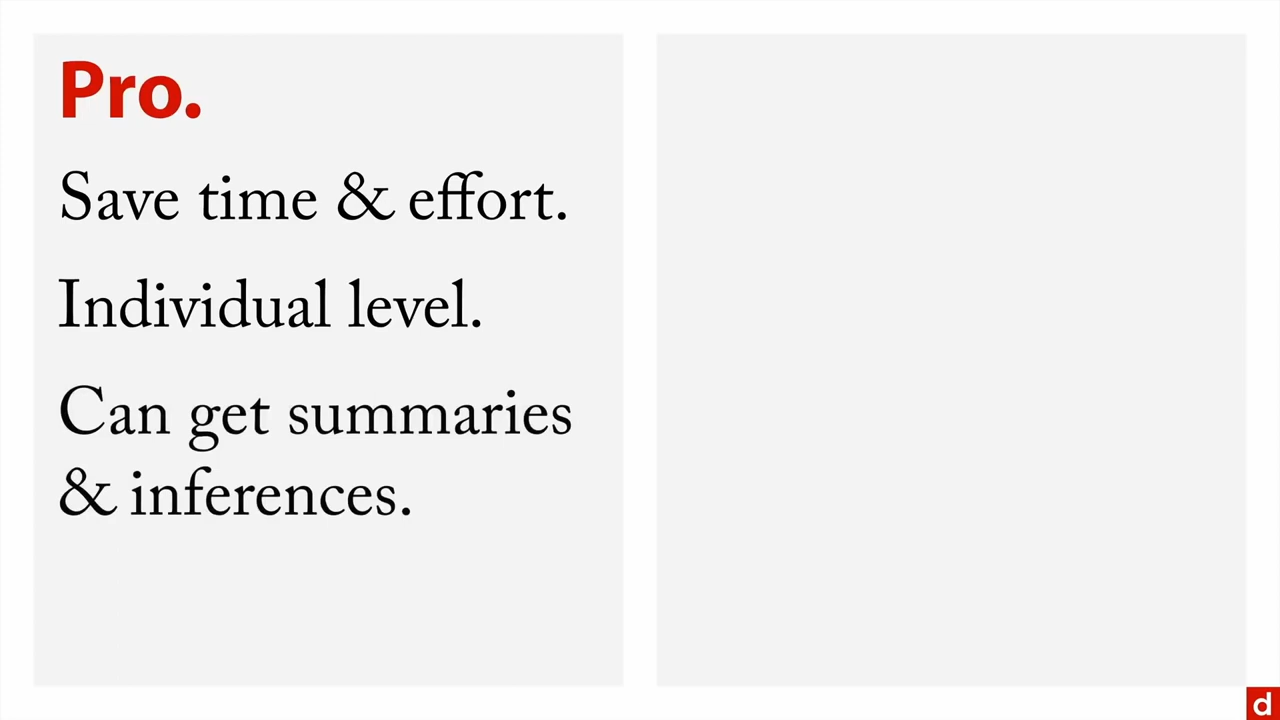 Pro.
Save time & effort.
Individual level.
Can get summaries
& inferences.
d